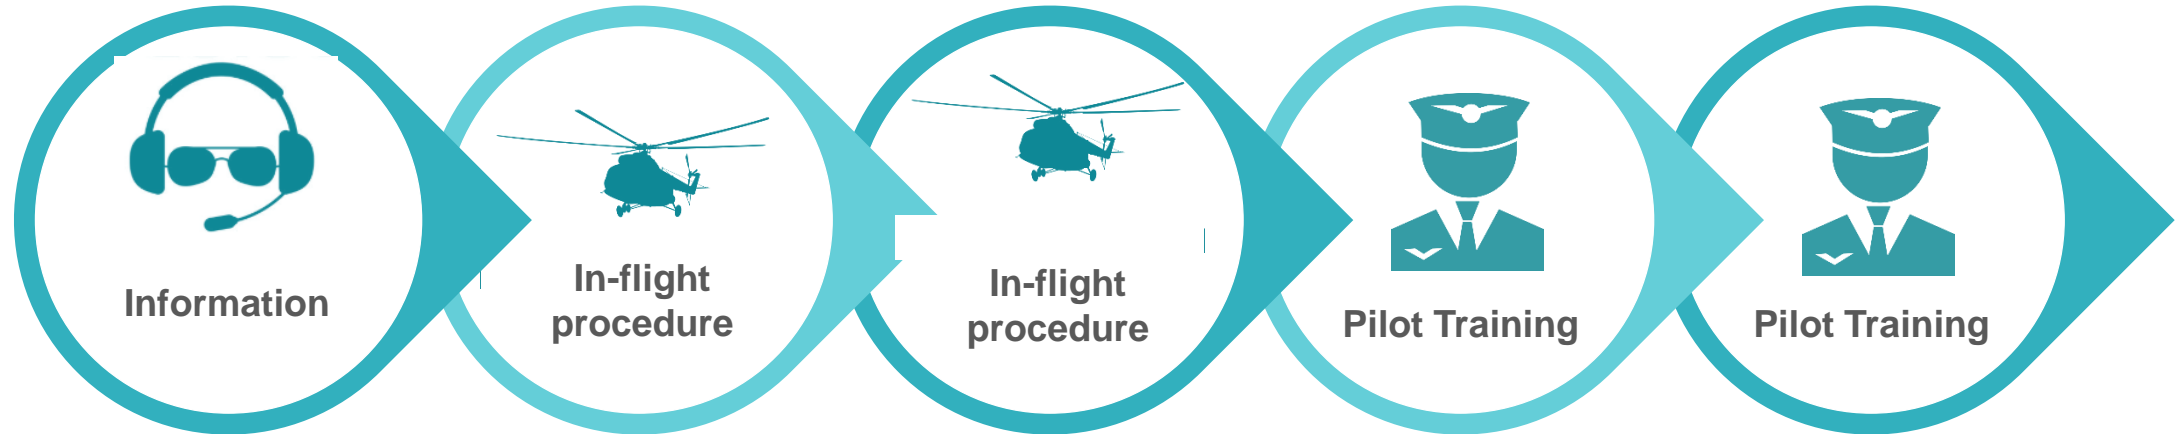 Information
In-flight
procedure
In-flight
procedure
Pilot Training
Pilot Training